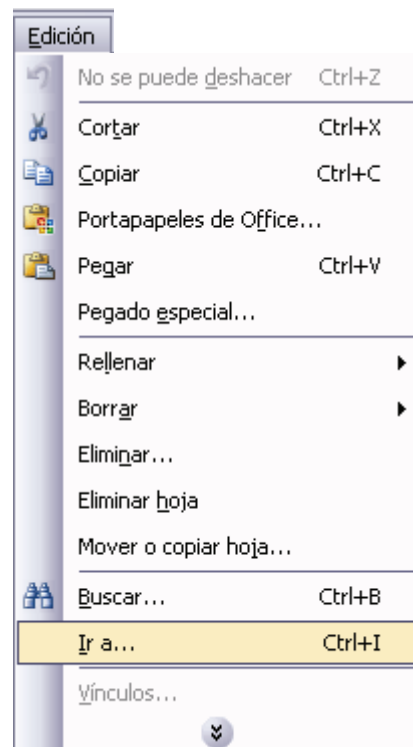 Edición
No se puede deshacer Ctrl+Z
Cortar Ctrl+X
Copiar Ctrl+C
Portapapeles de Office...
Pegar Ctrl+V
Pegado especial...
Rellenar
Borrar
Eliminar...
Eliminar hoja
Mover o copiar hoja...
Buscar... Ctrl+B
Ir a... Ctrl+I
Vínculos...